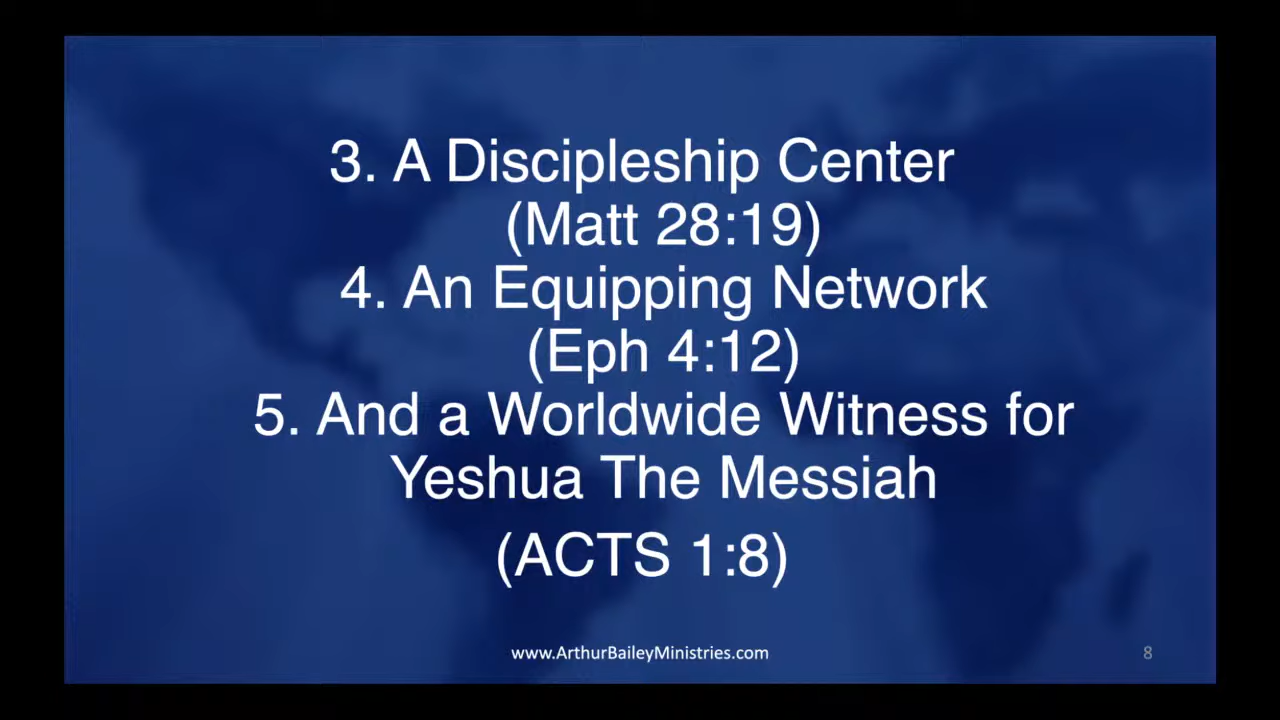 3. A Discipleship Center
(Matt 28:19)
4. An Equipping Network
(Eph 4:12)
5. And a Worldwide Witness for
Yeshua The Messiah
(ACTS 1:8)
www.ArthurBaileyMinistries.com
8